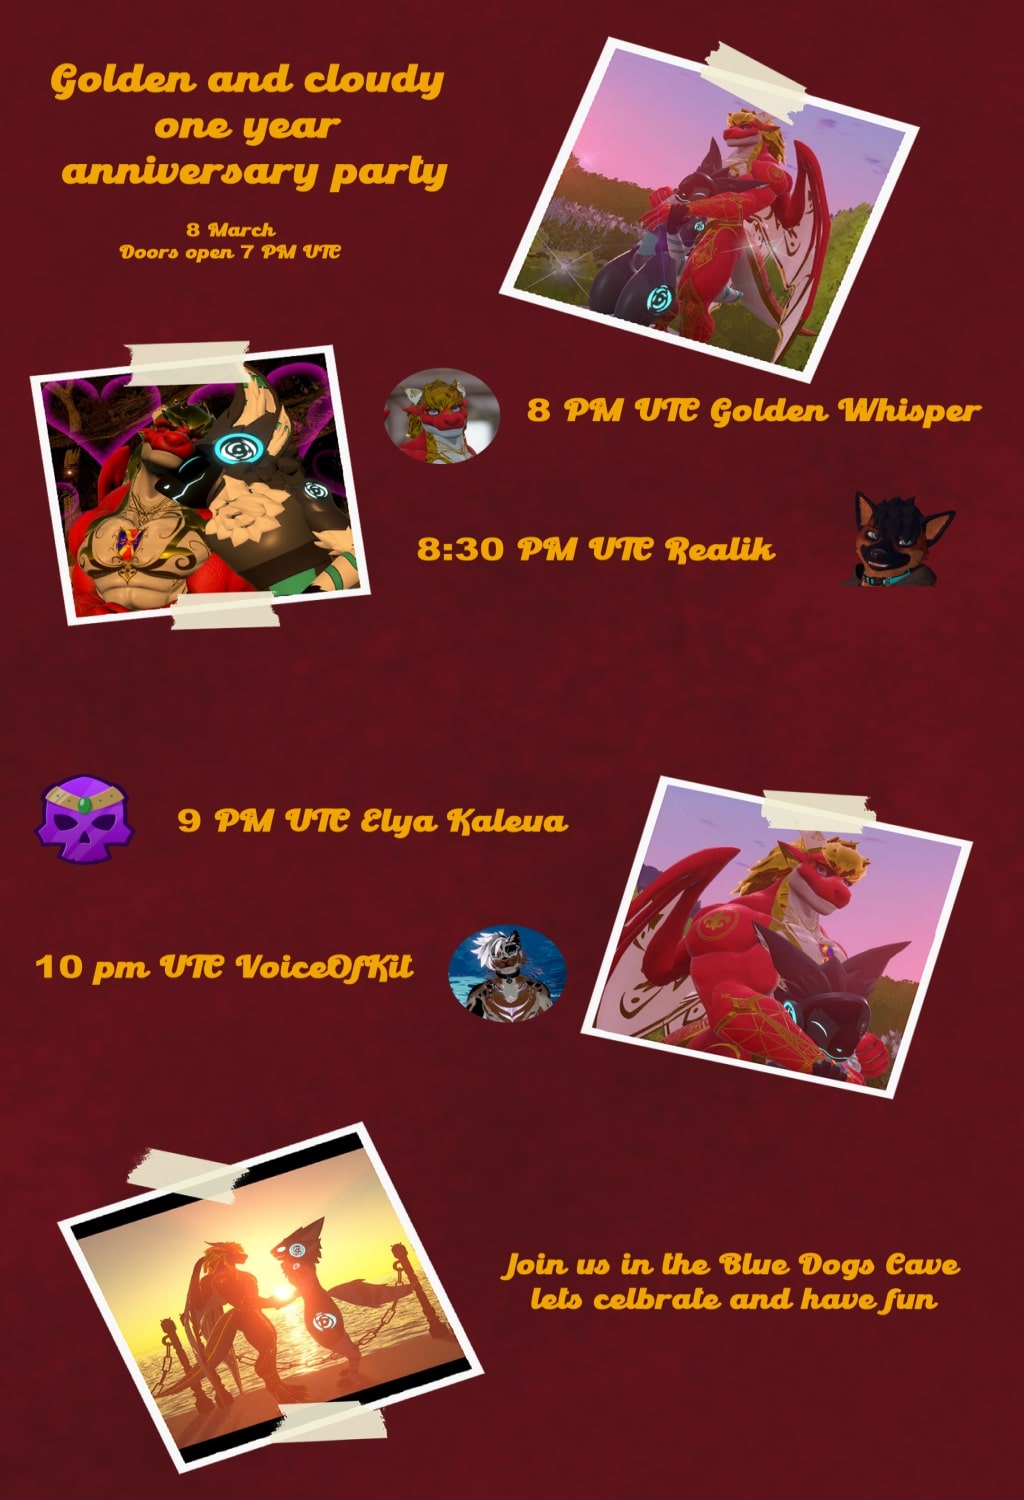 Golden and cloudy
one year
anniversary party
8 March
Doors open 7 PM UTC
8 PM UTC Golden Whisper
8:30 PM UTC Realik
9 PM UTC Elya Kaleua
10 pm UTC VoiceOfKit
Join us in the Blue Dogs Cave
lets celbrate and have fun